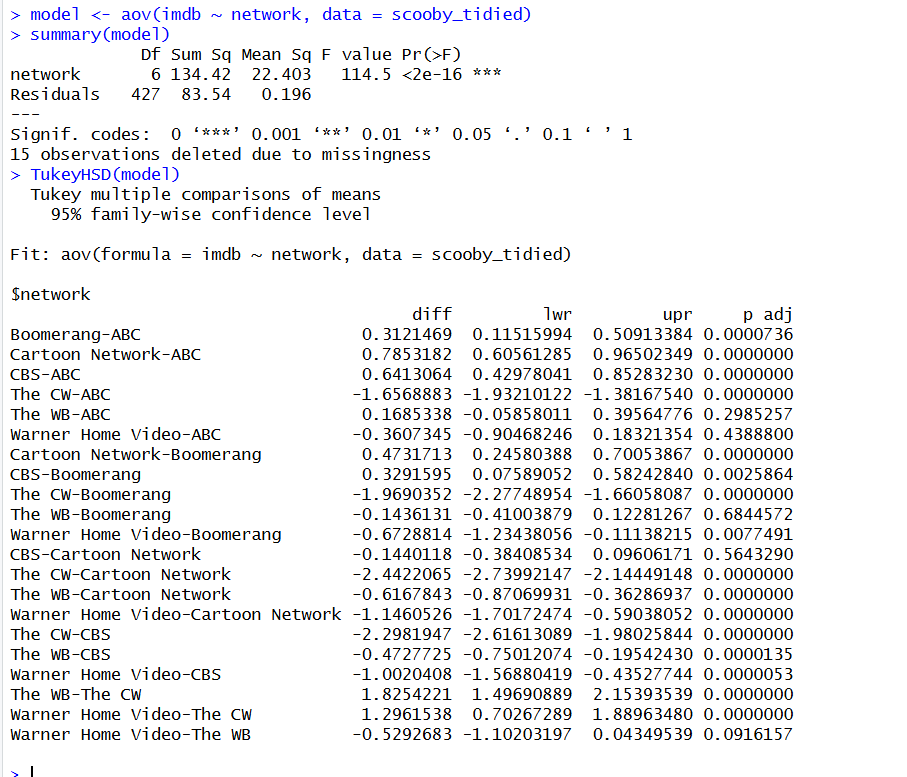 > model <- aov(imdb ~ network, data = scooby_tidied)
> summary(model)
             Df Sum Sq Mean Sq F value Pr(>F)
network       6 134.42  22.403   114.5 <2e-16 ***
Residuals   427  83.54   0.196
---
Signif. codes:  0 ‘***’ 0.001 ‘**’ 0.01 ‘*’ 0.05 ‘.’ 0.1 ‘ ’ 1
15 observations deleted due to missingness
> TukeyHSD(model)
  Tukey multiple comparisons of means
    95% family-wise confidence level

Fit: aov(formula = imdb ~ network, data = scooby_tidied)

$network
                                        diff         lwr         upr     p adj
Boomerang-ABC                      0.3121469  0.11515994  0.50913384 0.0000736
Cartoon Network-ABC                0.7853182  0.60561285  0.96502349 0.0000000
CBS-ABC                            0.6413064  0.42978041  0.85283230 0.0000000
The CW-ABC                        -1.6568883 -1.93210122 -1.38167540 0.0000000
The WB-ABC                         0.1685338 -0.05858011  0.39564776 0.2985257
Warner Home Video-ABC             -0.3607345 -0.90468246  0.18321354 0.4388800
Cartoon Network-Boomerang          0.4731713  0.24580388  0.70053867 0.0000000
CBS-Boomerang                      0.3291595  0.07589052  0.58242840 0.0025864
The CW-Boomerang                  -1.9690352 -2.27748954 -1.66058087 0.0000000
The WB-Boomerang                  -0.1436131 -0.41003879  0.12281267 0.6844572
Warner Home Video-Boomerang       -0.6728814 -1.23438056 -0.11138215 0.0077491
CBS-Cartoon Network               -0.1440118 -0.38408534  0.09606171 0.5643290
The CW-Cartoon Network            -2.4422065 -2.73992147 -2.14449148 0.0000000
The WB-Cartoon Network            -0.6167843 -0.87069931 -0.36286937 0.0000000
Warner Home Video-Cartoon Network -1.1460526 -1.70172474 -0.59038052 0.0000000
The CW-CBS                        -2.2981947 -2.61613089 -1.98025844 0.0000000
The WB-CBS                        -0.4727725 -0.75012074 -0.19542430 0.0000135
Warner Home Video-CBS             -1.0020408 -1.56880419 -0.43527744 0.0000053
The WB-The CW                      1.8254221  1.49690889  2.15393539 0.0000000
Warner Home Video-The CW           1.2961538  0.70267289  1.88963480 0.0000000
Warner Home Video-The WB          -0.5292683 -1.10203197  0.04349539 0.0916157

>